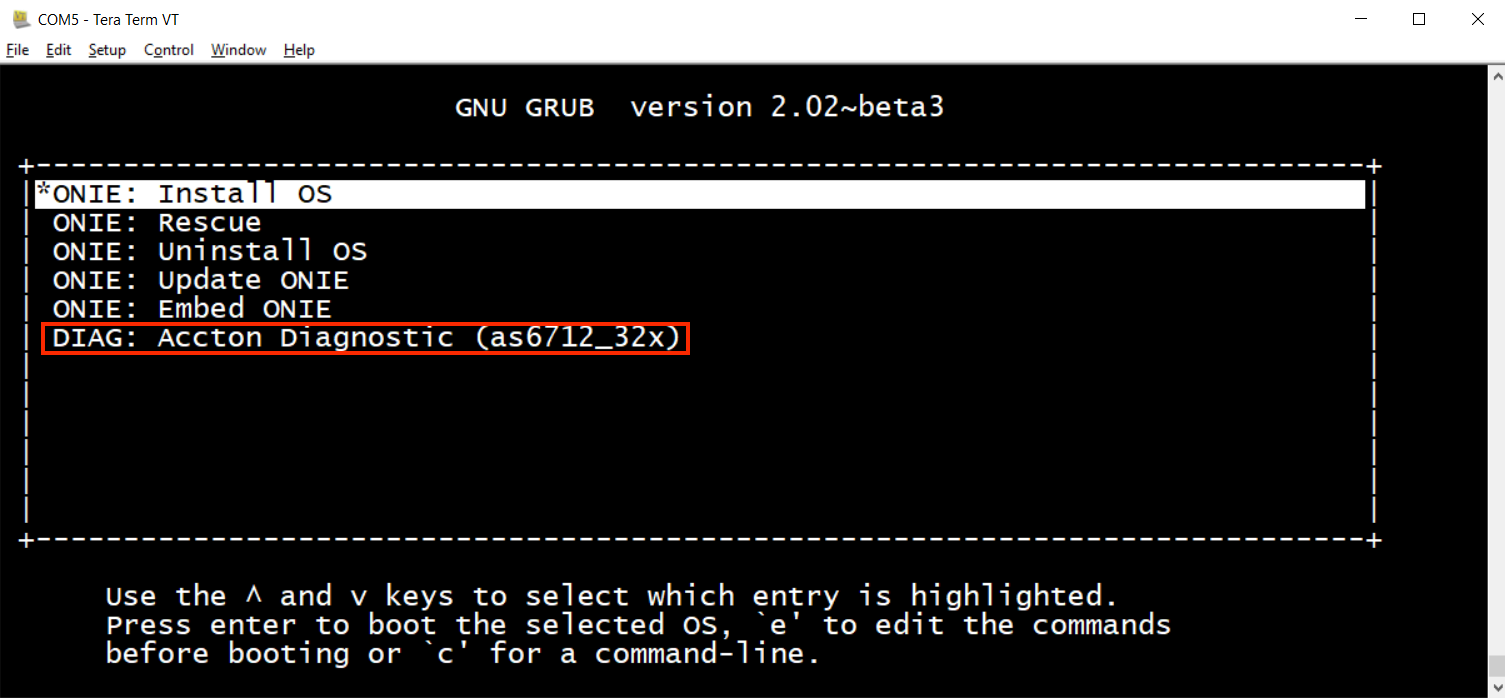 COM5 - Tera Term VT
File Edit Setup Control Window Help
GNU GRUB  version 2.02~beta3
+----------------------------------------------------------------------------+
|*ONIE: Install OS |
| ONIE: Rescue |
| ONIE: Uninstall OS |
| ONIE: Update ONIE |
| ONIE: Embed ONIE |
| DIAG: Accton Diagnostic (as6712_32x) |
+----------------------------------------------------------------------------+
Use the ^ and v keys to select which entry is highlighted.
Press enter to boot the selected OS, `e' to edit the commands
before booting or `c' for a command-line.